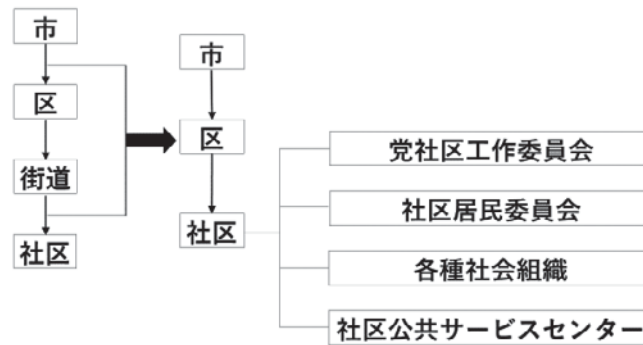 市
区
街道
社区
市
区
社区
党社区工作委員会
社区居民委員会
各種社会組織
社区公共サービスセンター